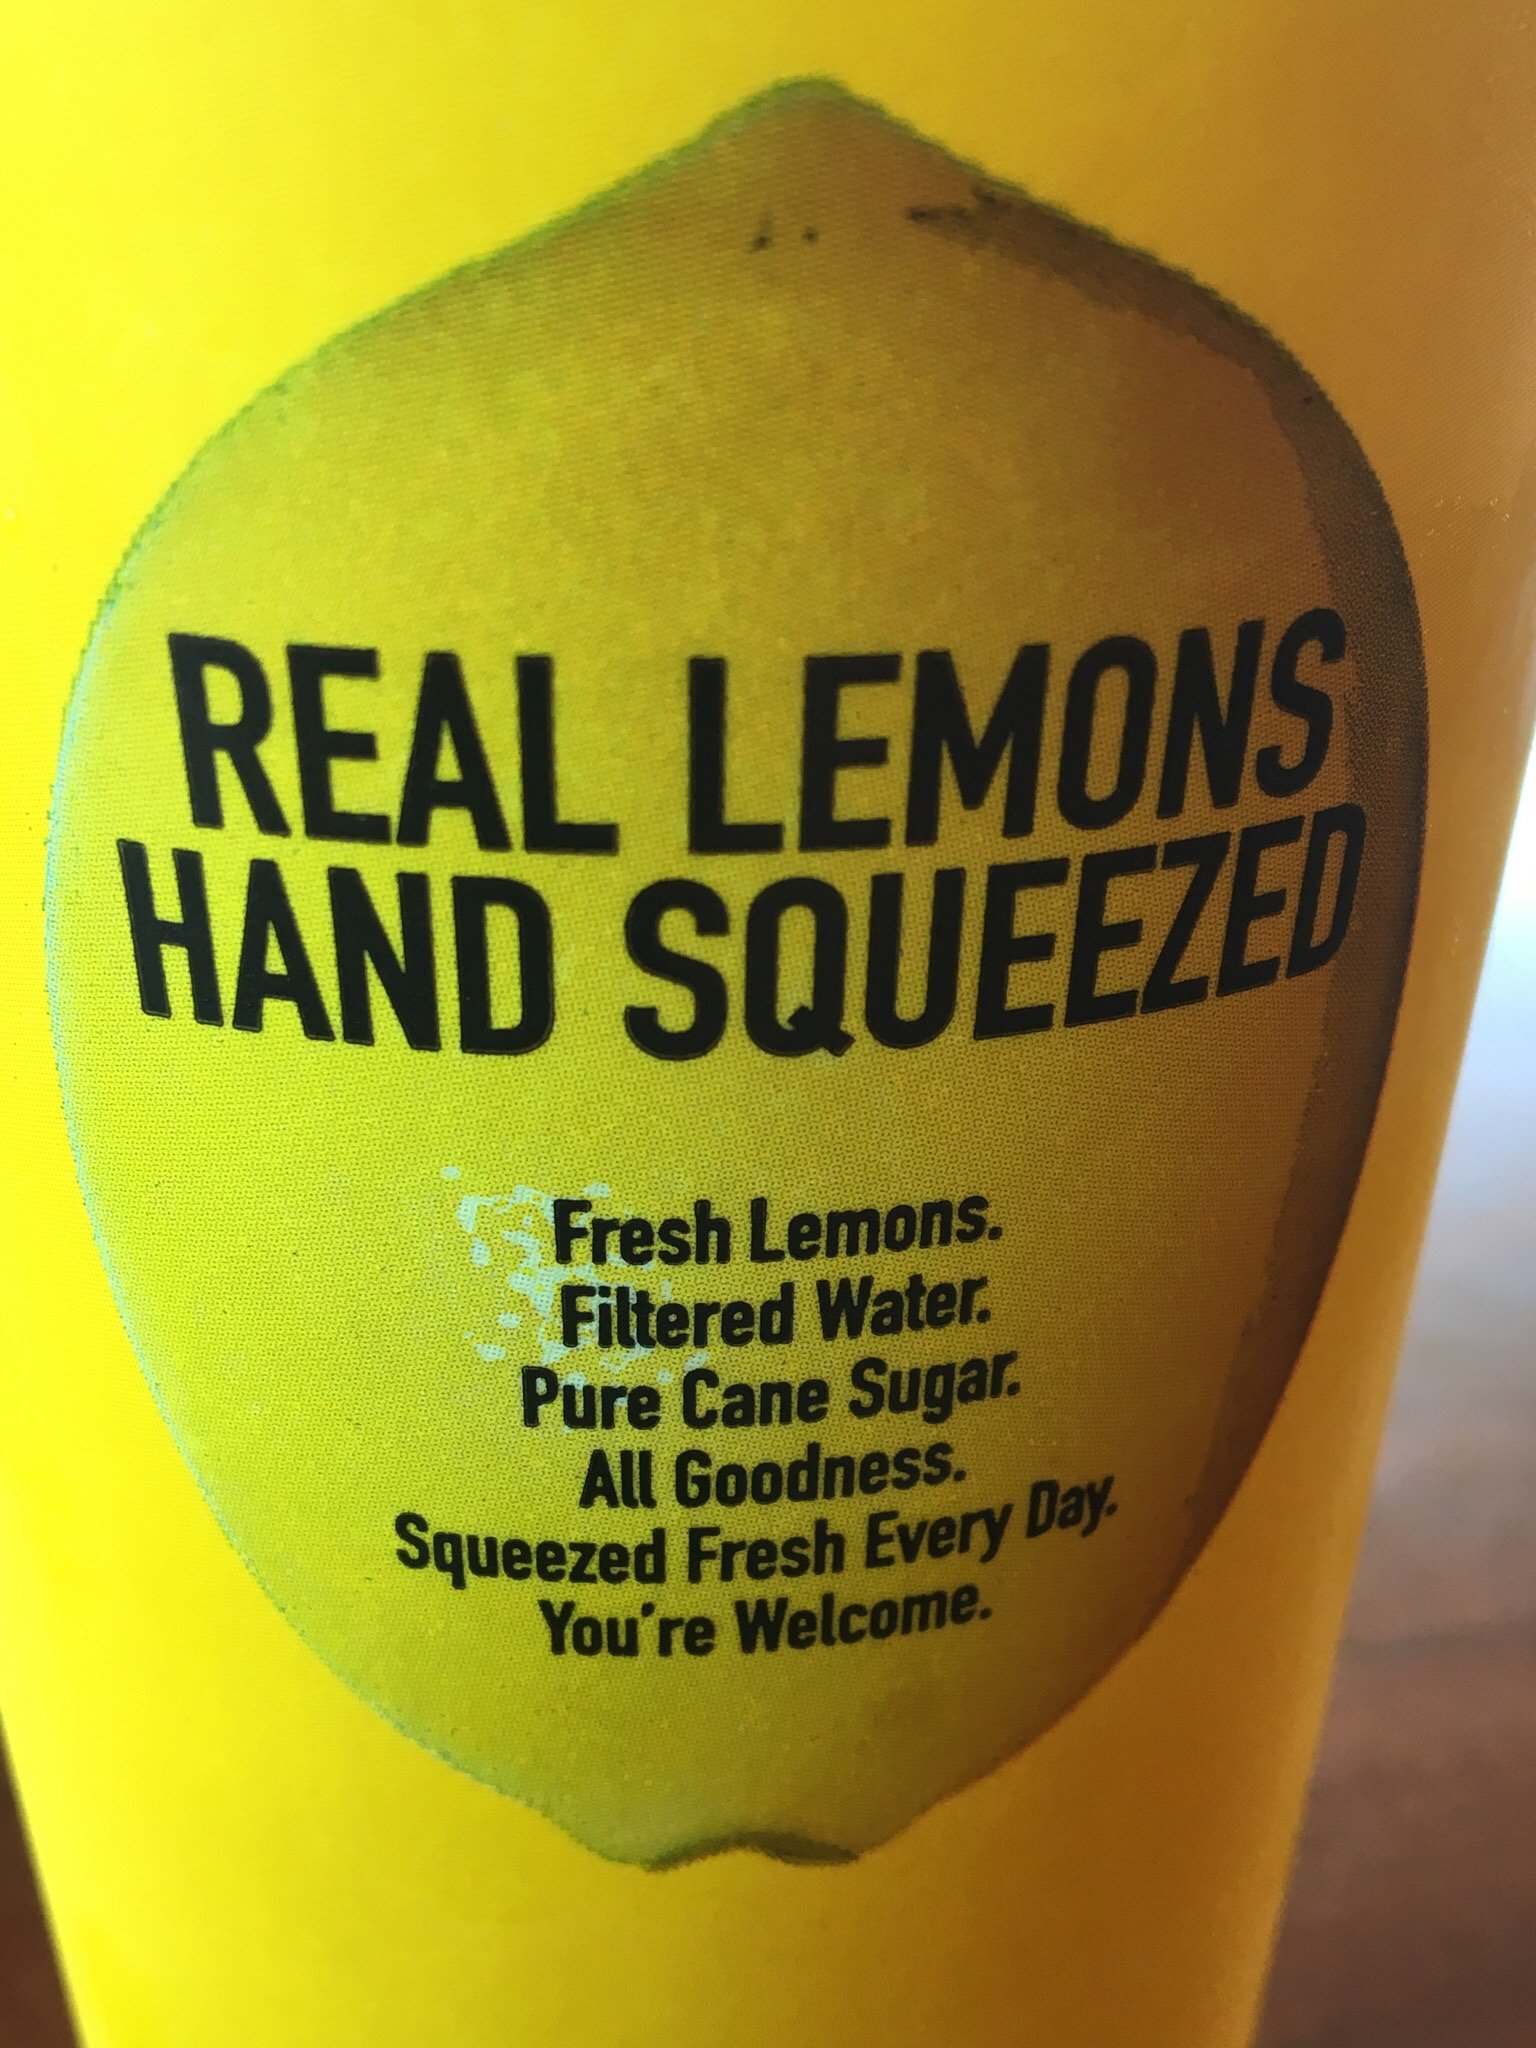 REAL LEMONS
HAND SQUEEZED
Fresh Lemons.
Filtered Water.
Pure Cane Sugar.
All Goodness.
Squeezed Fresh Every Day.
You're Welcome.